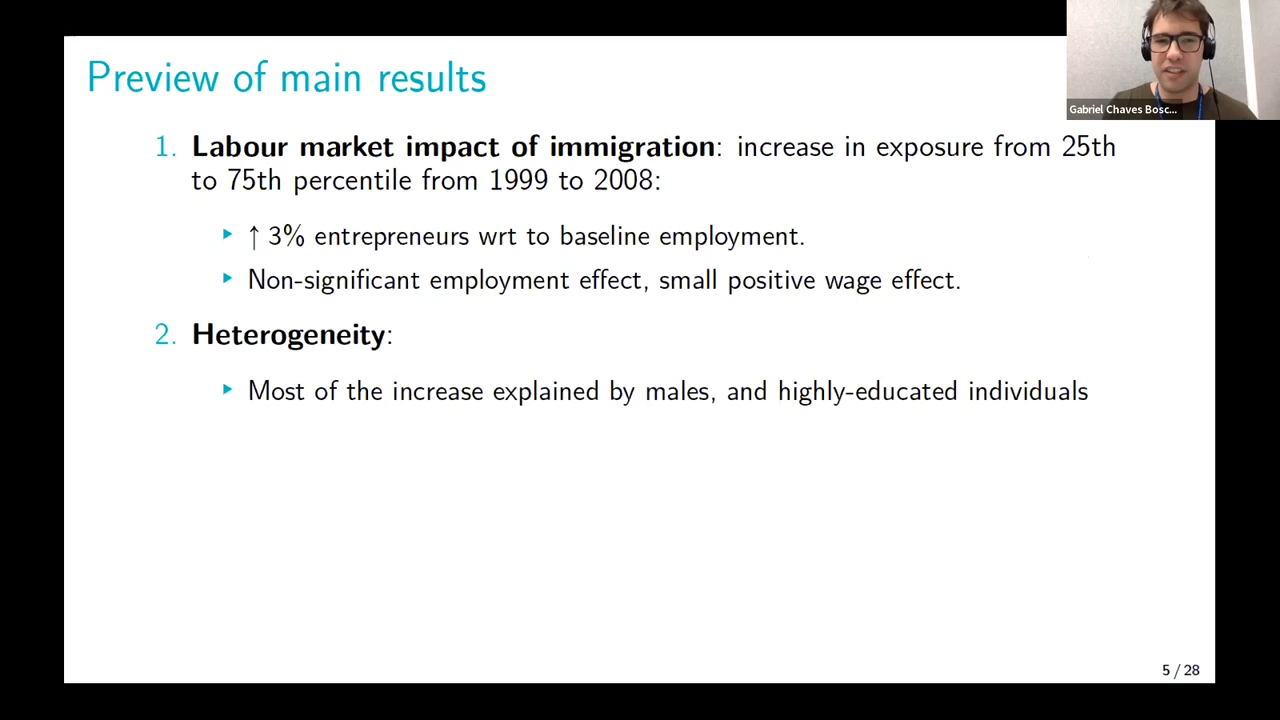 Preview of main results
Gabriel Chaves Bosc...
1. Labour market impact of immigration: increase in exposure from 25th
to 75th percentile from 1999 to 2008:
▶ ↑ 3% entrepreneurs wrt to baseline employment.
▶ Non-significant employment effect, small positive wage effect.
2. Heterogeneity:
▶ Most of the increase explained by males, and highly-educated individuals
5 / 28